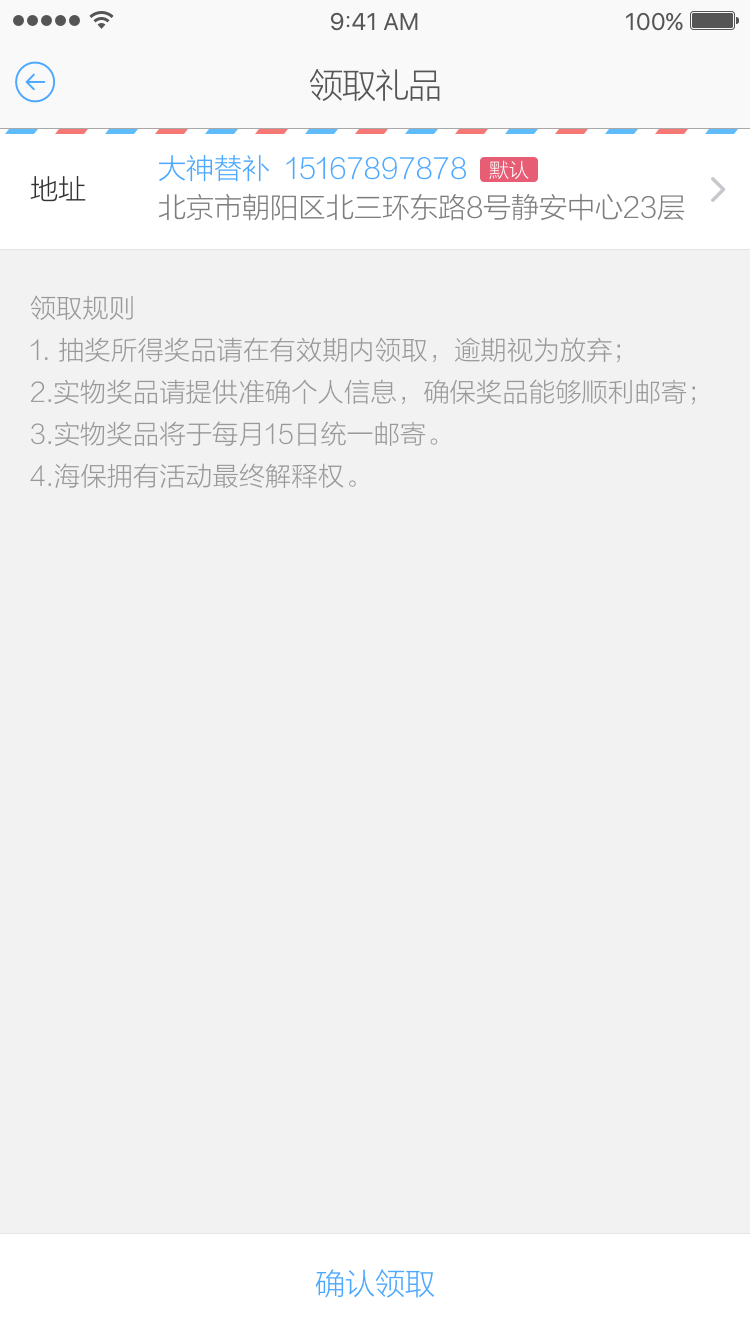 9:41 AM 100%
领取礼品
大神替补 15167897878 默认
地址
北京市朝阳区北三环东路8号静安中心23层
领取规则
1. 抽奖所得奖品请在有效期内领取，逾期视为放弃；
2.实物奖品请提供准确个人信息，确保奖品能够顺利邮寄；
3.实物奖品将于每月15日统一邮寄。
4.海保拥有活动最终解释权。
确认领取